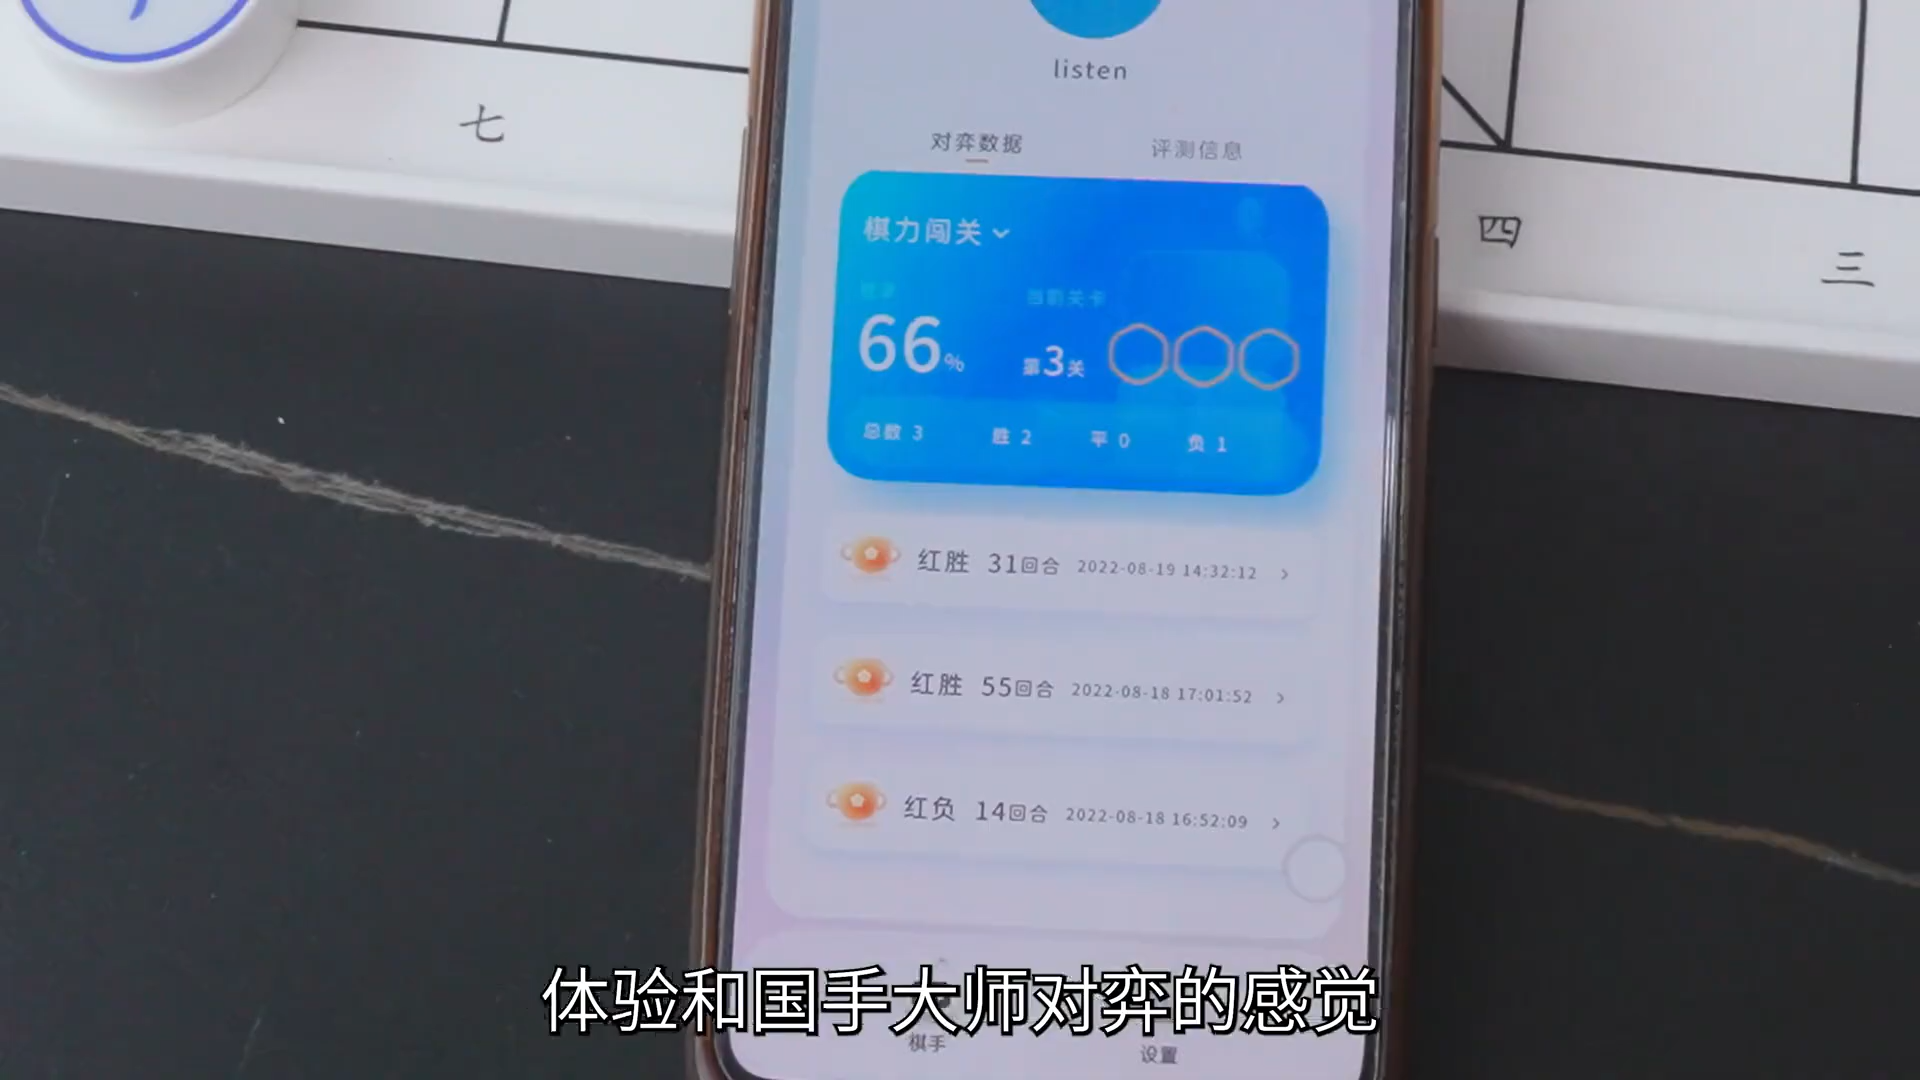 listen
七
对弈数据 评测信息
四
三
棋力闯关
当前关卡
66%
第3关
总数 3 胜 2 平 0 负 1
红胜 31回合 2022-08-19 14:32:12
红胜 55回合 2022-08-18 17:01:52
红负 14回合 2022-08-18 16:52:09
体验和国手大师对弈的感觉
棋手 设置